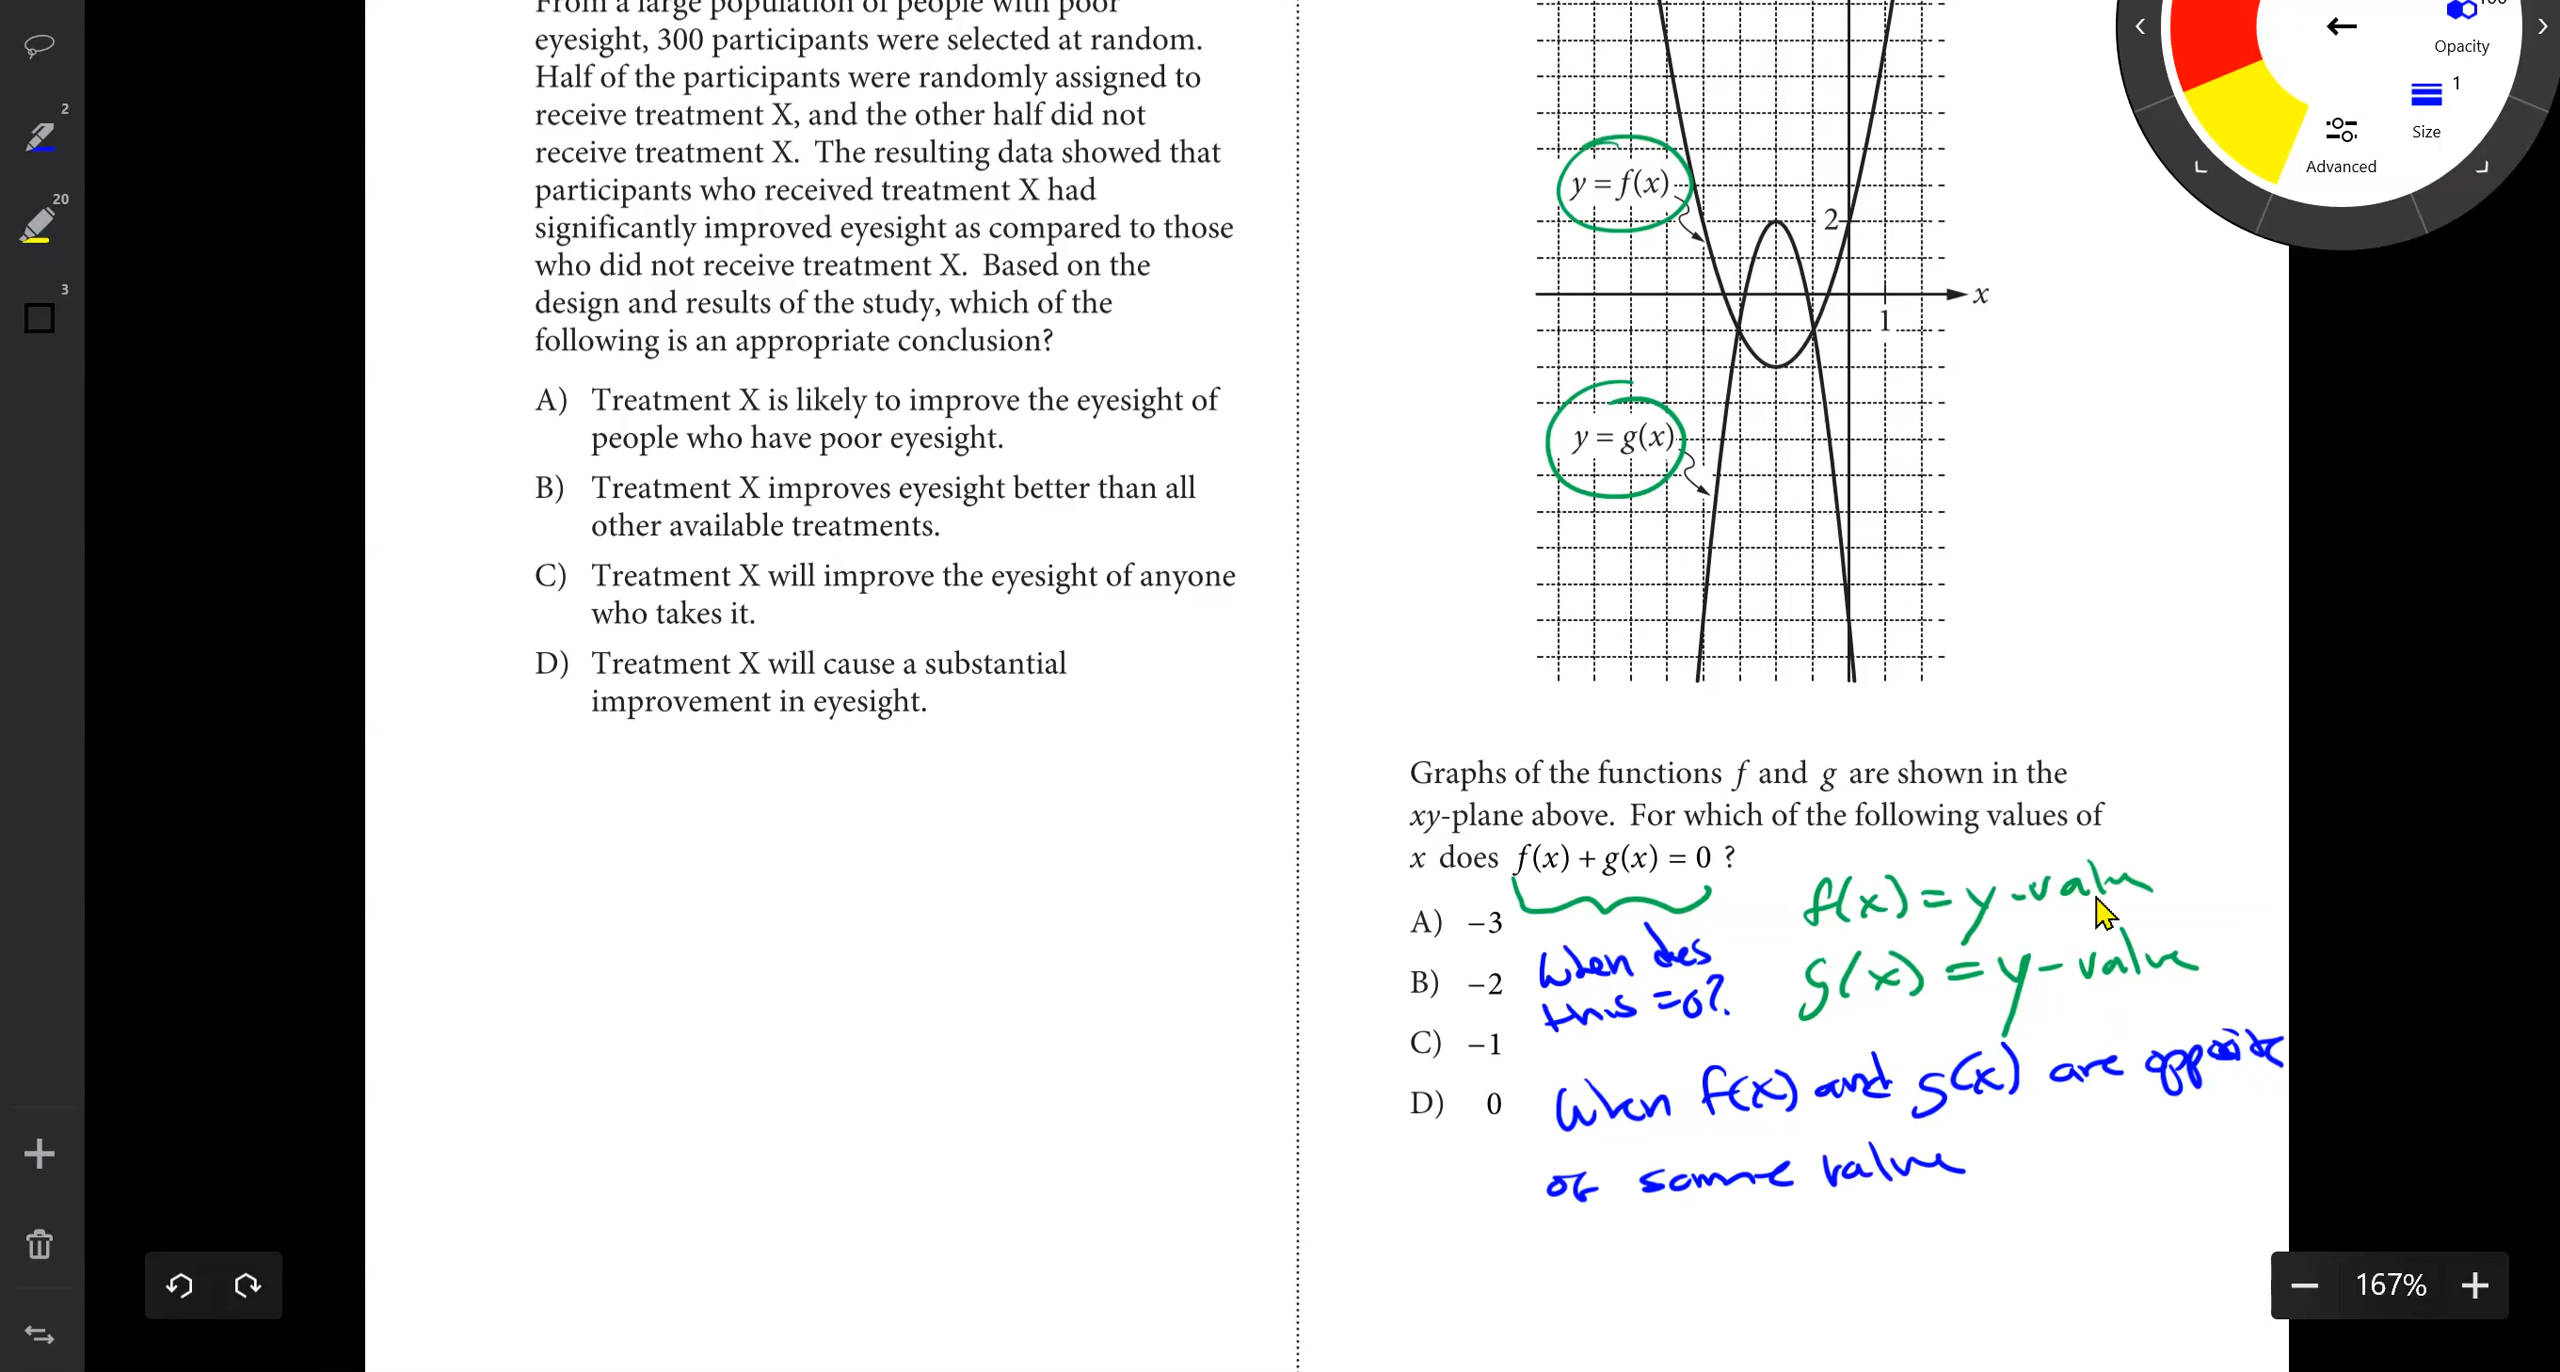 eyesight, 300 participants were selected at random.
Half of the participants were randomly assigned to
receive treatment X, and the other half did not
receive treatment X. The resulting data showed that
participants who received treatment X had
significantly improved eyesight as compared to those
who did not receive treatment X. Based on the
design and results of the study, which of the
following is an appropriate conclusion?
A) Treatment X is likely to improve the eyesight of
people who have poor eyesight.
B) Treatment X improves eyesight better than all
other available treatments.
C) Treatment X will improve the eyesight of anyone
who takes it.
D) Treatment X will cause a substantial
improvement in eyesight.
y = f(x)
2
x
1
y = g(x)
Graphs of the functions f and g are shown in the
xy-plane above. For which of the following values of
x does f(x) + g(x) = 0 ?
A) −3
B) −2
C) −1
D) 0
f(x) = y-value
g(x) = y-value
when does
this =0?
when f(x) and g(x) are opposite
of same value
2
20
3
Opacity
1
Size
Advanced
167%